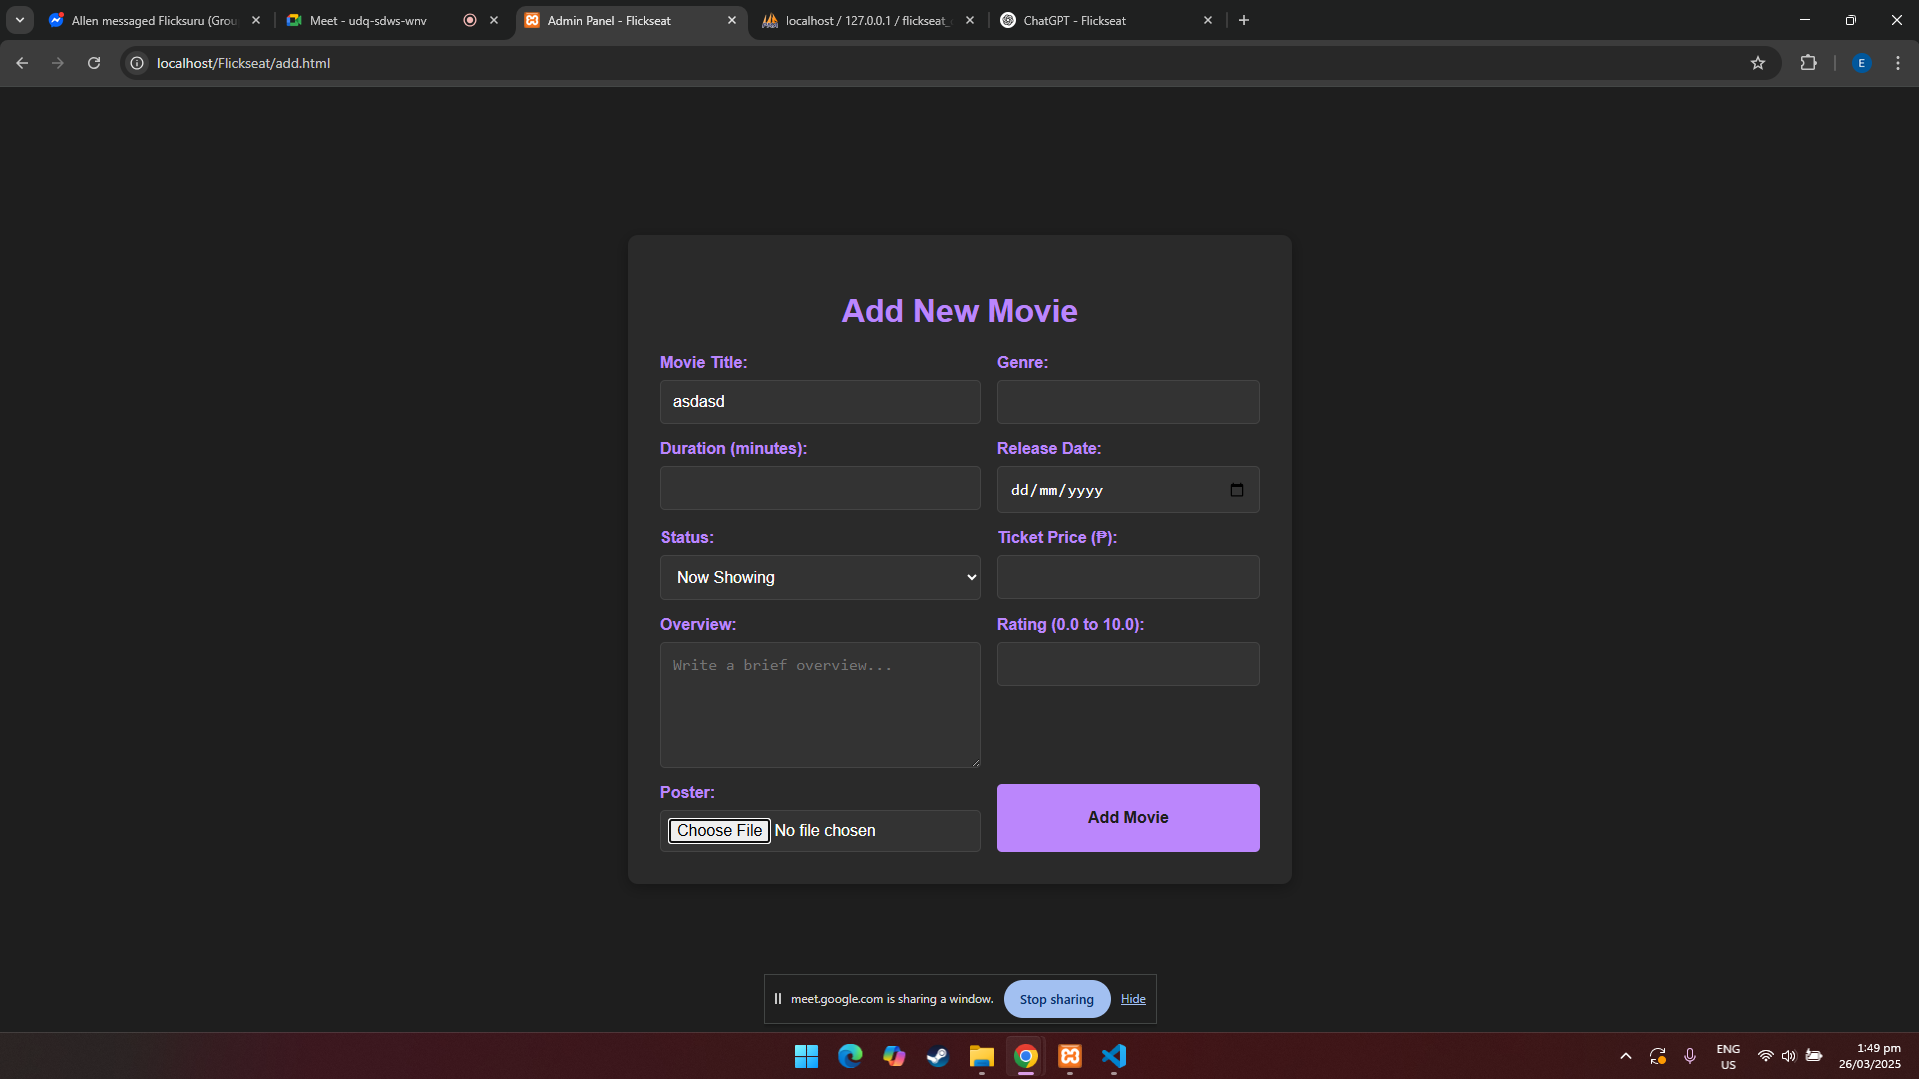 Allen messaged Flicksuru (Grou
Meet - udq-sdws-wnv
Admin Panel - Flickseat
localhost / 127.0.0.1 / flickseat_
ChatGPT - Flickseat
localhost/Flickseat/add.html
E
Add New Movie
Movie Title:
Genre:
asdasd
Duration (minutes):
Release Date:
dd/mm/yyyy
Status:
Ticket Price (₱):
Now Showing
Overview:
Rating (0.0 to 10.0):
Write a brief overview...
Poster:
Choose File No file chosen
Add Movie
meet.google.com is sharing a window.
Stop sharing
Hide
ENG
US
1:49 pm
26/03/2025